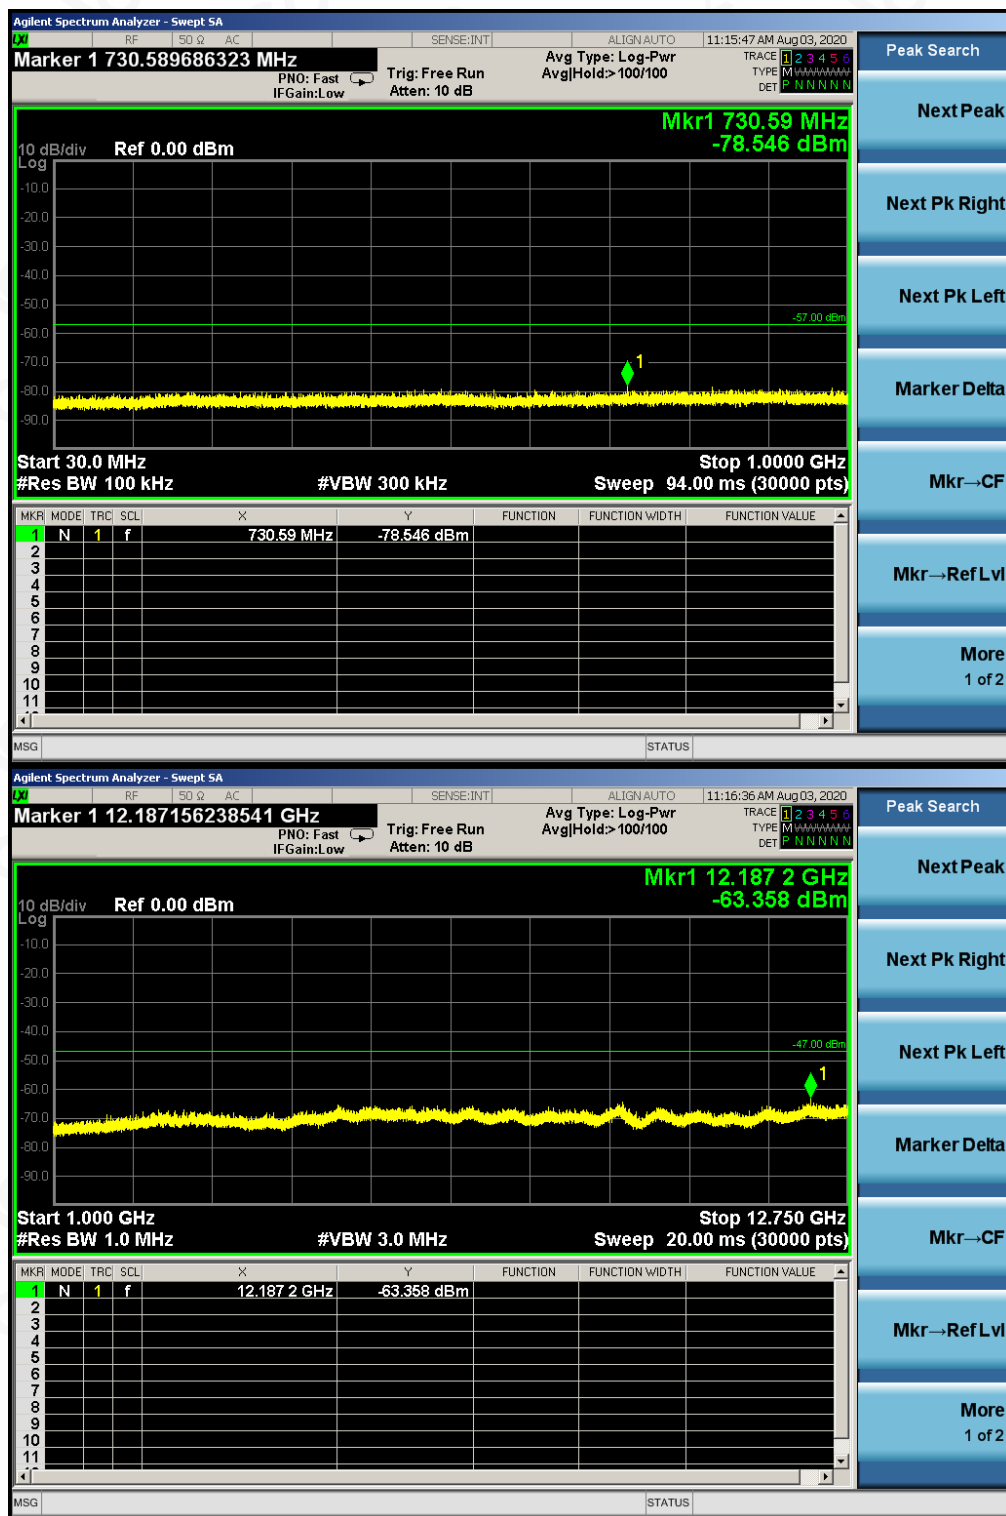 Agilent Spectrum Analyzer - Swept SA
LXI RF 50 Ω AC SENSE:INT ALIGN AUTO 11:15:47 AM Aug 03, 2020
Marker 1 730.589686323 MHz
PNO: Fast
IFGain:Low
Trig: Free Run
Atten: 10 dB
Avg Type: Log-Pwr
Avg|Hold:>100/100
TRACE 1 2 3 4 5 6
TYPE M
DET P N N N N N
Mkr1 730.59 MHz
-78.546 dBm
10 dB/div Ref 0.00 dBm
Log
-10.0
-20.0
-30.0
-40.0
-50.0
-57.00 dBm
-60.0
-70.0
1
-80.0
-90.0
Start 30.0 MHz Stop 1.0000 GHz
#Res BW 100 kHz #VBW 300 kHz Sweep 94.00 ms (30000 pts)
MKR MODE TRC SCL X Y FUNCTION FUNCTION WIDTH FUNCTION VALUE
1 N 1 f 730.59 MHz -78.546 dBm
2
3
4
5
6
7
8
9
10
11
MSG STATUS
Peak Search
Next Peak
Next Pk Right
Next Pk Left
Marker Delta
Mkr→CF
Mkr→Ref Lvl
More
1 of 2
Agilent Spectrum Analyzer - Swept SA
LXI RF 50 Ω AC SENSE:INT ALIGN AUTO 11:16:36 AM Aug 03, 2020
Marker 1 12.187156238541 GHz
PNO: Fast
IFGain:Low
Trig: Free Run
Atten: 10 dB
Avg Type: Log-Pwr
Avg|Hold:>100/100
TRACE 1 2 3 4 5 6
TYPE M
DET P N N N N N
Mkr1 12.187 2 GHz
-63.358 dBm
10 dB/div Ref 0.00 dBm
Log
-10.0
-20.0
-30.0
-40.0
-47.00 dBm
-50.0
1
-60.0
-70.0
-80.0
-90.0
Start 1.000 GHz Stop 12.750 GHz
#Res BW 1.0 MHz #VBW 3.0 MHz Sweep 20.00 ms (30000 pts)
MKR MODE TRC SCL X Y FUNCTION FUNCTION WIDTH FUNCTION VALUE
1 N 1 f 12.187 2 GHz -63.358 dBm
2
3
4
5
6
7
8
9
10
11
MSG STATUS
Peak Search
Next Peak
Next Pk Right
Next Pk Left
Marker Delta
Mkr→CF
Mkr→Ref Lvl
More
1 of 2